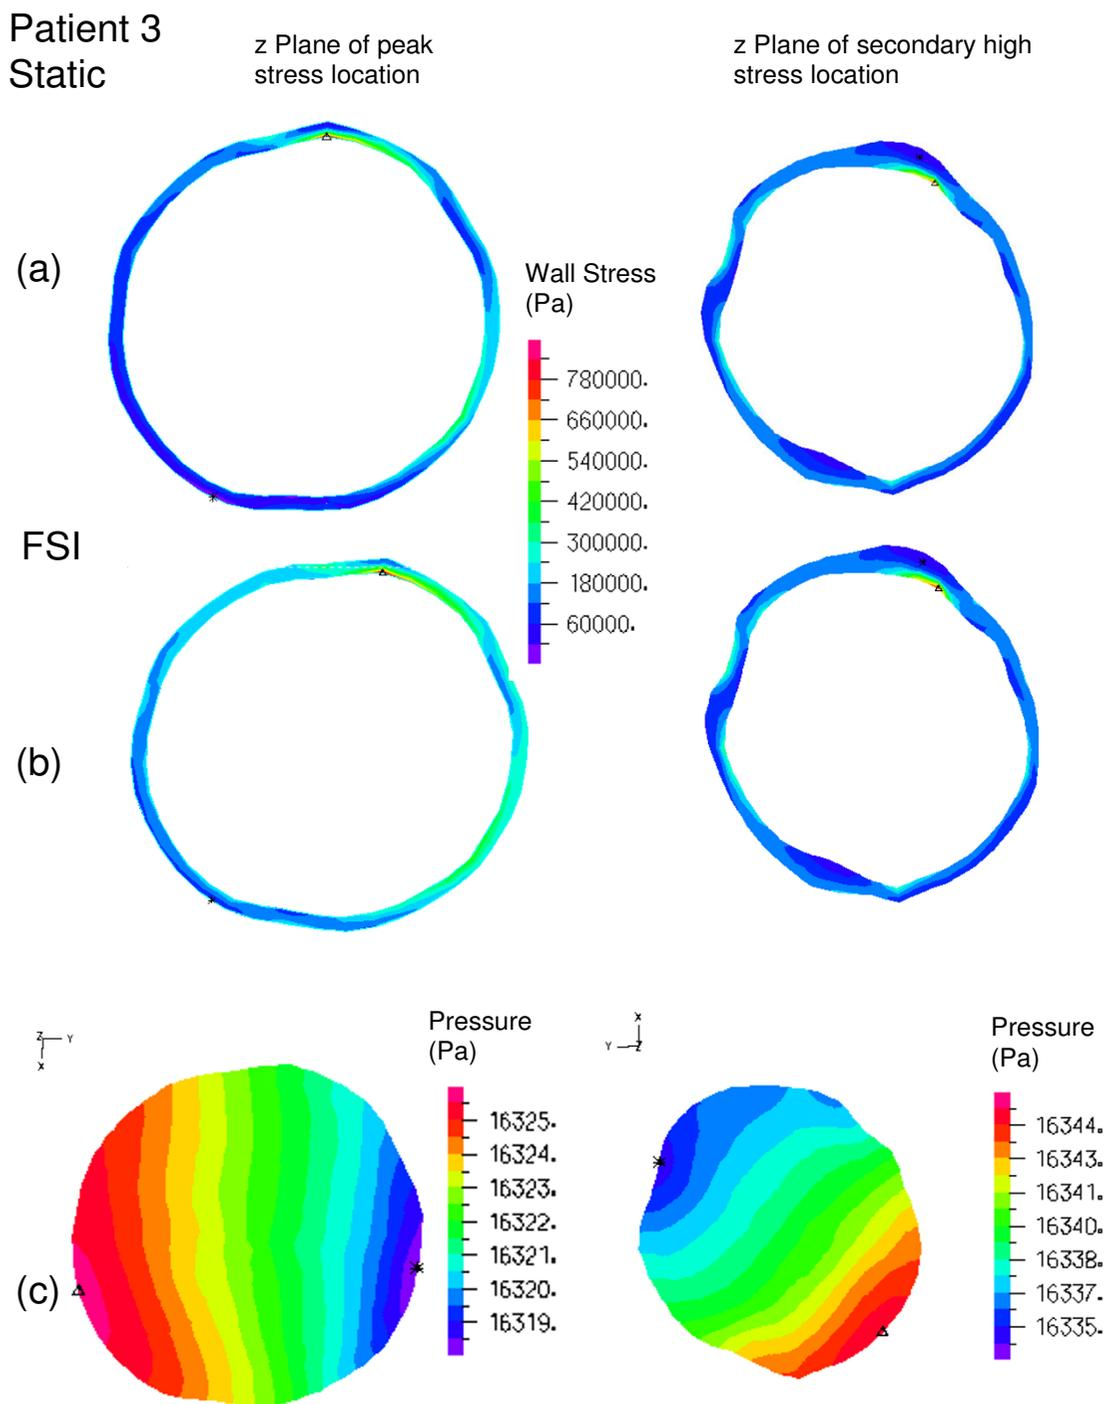 Patient 3
Static
z Plane of peak
stress location
z Plane of secondary high
stress location
(a)
Wall Stress
(Pa)
780000.
660000.
540000.
420000.
300000.
180000.
60000.
FSI
(b)
Z Y
X
Pressure
(Pa)
16325.
16324.
16323.
16322.
16321.
16320.
16319.
X
Y Z
Pressure
(Pa)
16344.
16343.
16341.
16340.
16338.
16337.
16335.
(c)